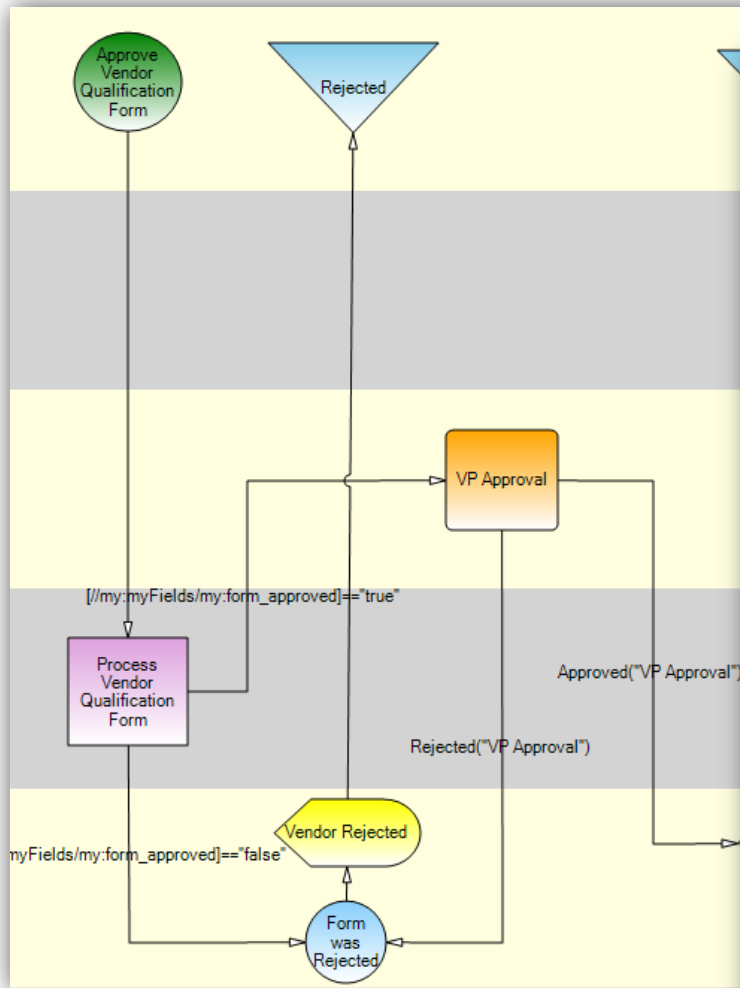 Approve
Vendor
Qualification
Form
Rejected
VP Approval
[//my:myFields/my:form_approved]=="true"
Process
Vendor
Qualification
Form
Approved("VP Approval")
Rejected("VP Approval")
Vendor Rejected
myFields/my:form_approved]=="false"
Form
was
Rejected